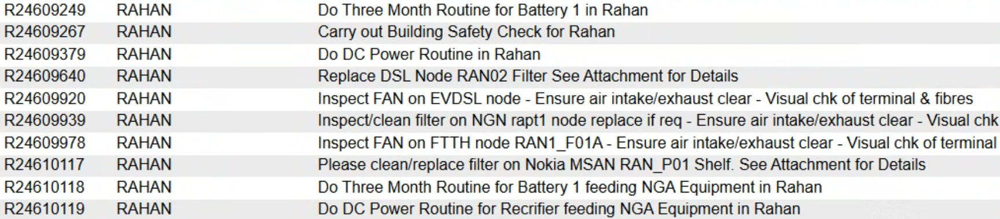 R24609249 RAHAN Do Three Month Routine for Battery 1 in Rahan
R24609267 RAHAN Carry out Building Safety Check for Rahan
R24609379 RAHAN Do DC Power Routine in Rahan
R24609640 RAHAN Replace DSL Node RAN02 Filter See Attachment for Details
R24609920 RAHAN Inspect FAN on EVDSL node - Ensure air intake/exhaust clear - Visual chk of terminal & fibres
R24609939 RAHAN Inspect/clean filter on NGN rapt1 node replace if req - Ensure air intake/exhaust clear - Visual chk
R24609978 RAHAN Inspect FAN on FTTH node RAN1_F01A - Ensure air intake/exhaust clear - Visual chk of terminal
R24610117 RAHAN Please clean/replace filter on Nokia MSAN RAN_P01 Shelf. See Attachment for Details
R24610118 RAHAN Do Three Month Routine for Battery 1 feeding NGA Equipment in Rahan
R24610119 RAHAN Do DC Power Routine for Recrifier feeding NGA Equipment in Rahan